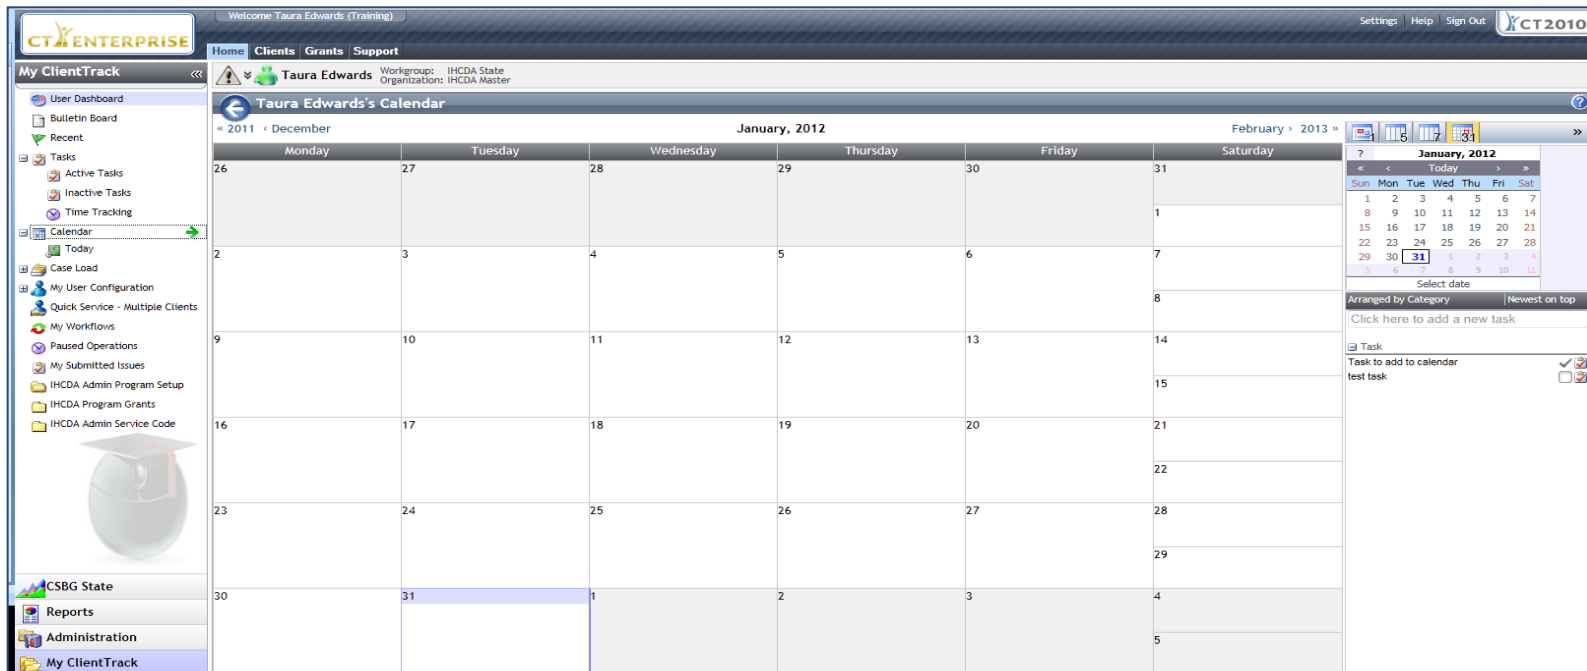 Welcome Taura Edwards (Training)
Settings Help Sign Out
CT ENTERPRISE
CT2010
Home Clients Grants Support
My ClientTrack «
Taura Edwards Workgroup: IHCDA State
Organization: IHCDA Master
User Dashboard
Bulletin Board
Recent
Tasks
Active Tasks
Inactive Tasks
Time Tracking
Calendar
Today
Case Load
My User Configuration
Quick Service - Multiple Clients
My Workflows
Paused Operations
My Submitted Issues
IHCDA Admin Program Setup
IHCDA Program Grants
IHCDA Admin Service Code
CSBG State
Reports
Administration
My ClientTrack
Taura Edwards's Calendar ?
« 2011 ‹ December January, 2012 February › 2013 »
Monday Tuesday Wednesday Thursday Friday Saturday
26 27 28 29 30 31
1
2 3 4 5 6 7
8
9 10 11 12 13 14
15
16 17 18 19 20 21
22
23 24 25 26 27 28
29
30 31 1 2 3 4
5
1 5 7 31 »
? January, 2012
« ‹ Today › »
Sun Mon Tue Wed Thu Fri Sat
1 2 3 4 5 6 7
8 9 10 11 12 13 14
15 16 17 18 19 20 21
22 23 24 25 26 27 28
29 30 31 1 2 3 4
5 6 7 8 9 10 11
Select date
Arranged by Category Newest on top
Click here to add a new task
Task
Task to add to calendar
test task